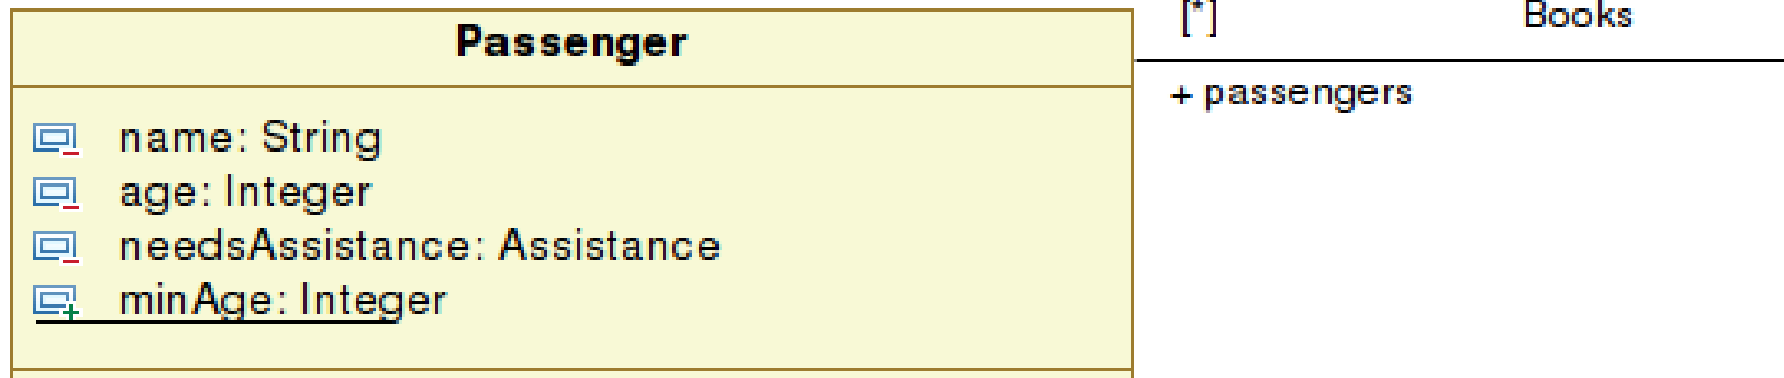 Passenger
name: String
age: Integer
needsAssistance: Assistance
minAge: Integer
[*]
Books
+ passengers